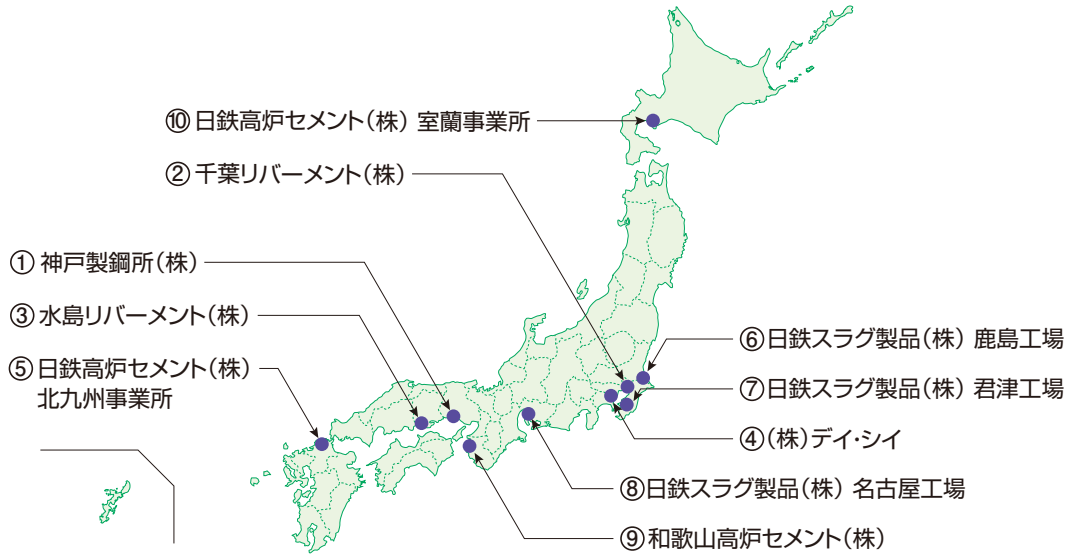 ⑩日鉄高炉セメント(株) 室蘭事業所
②千葉リバーメント(株)
①神戸製鋼所(株)
③水島リバーメント(株)
⑤日鉄高炉セメント(株)
北九州事業所
⑥日鉄スラグ製品(株) 鹿島工場
⑦日鉄スラグ製品(株) 君津工場
④(株)デイ・シイ
⑧日鉄スラグ製品(株) 名古屋工場
⑨和歌山高炉セメント(株)